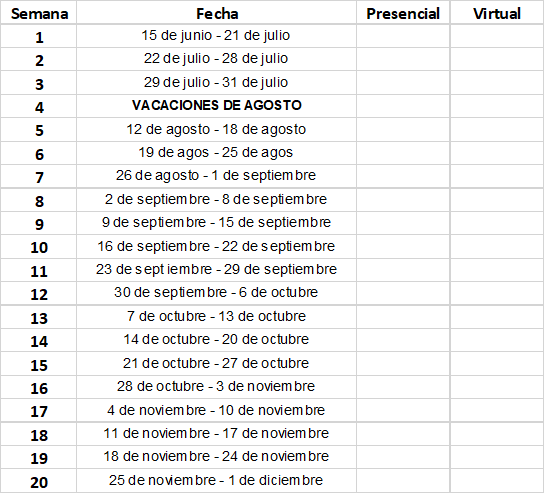 Semana Fecha Presencial Virtual
1 15 de junio - 21 de julio
2 22 de julio - 28 de julio
3 29 de julio - 31 de julio
4 VACACIONES DE AGOSTO
5 12 de agosto - 18 de agosto
6 19 de agos - 25 de agos
7 26 de agosto - 1 de septiembre
8 2 de septiembre - 8 de septiembre
9 9 de septiembre - 15 de septiembre
10 16 de septiembre - 22 de septiembre
11 23 de septiembre - 29 de septiembre
12 30 de septiembre - 6 de octubre
13 7 de octubre - 13 de octubre
14 14 de octubre - 20 de octubre
15 21 de octubre - 27 de octubre
16 28 de octubre - 3 de noviembre
17 4 de noviembre - 10 de noviembre
18 11 de noviembre - 17 de noviembre
19 18 de noviembre - 24 de noviembre
20 25 de noviembre - 1 de diciembre